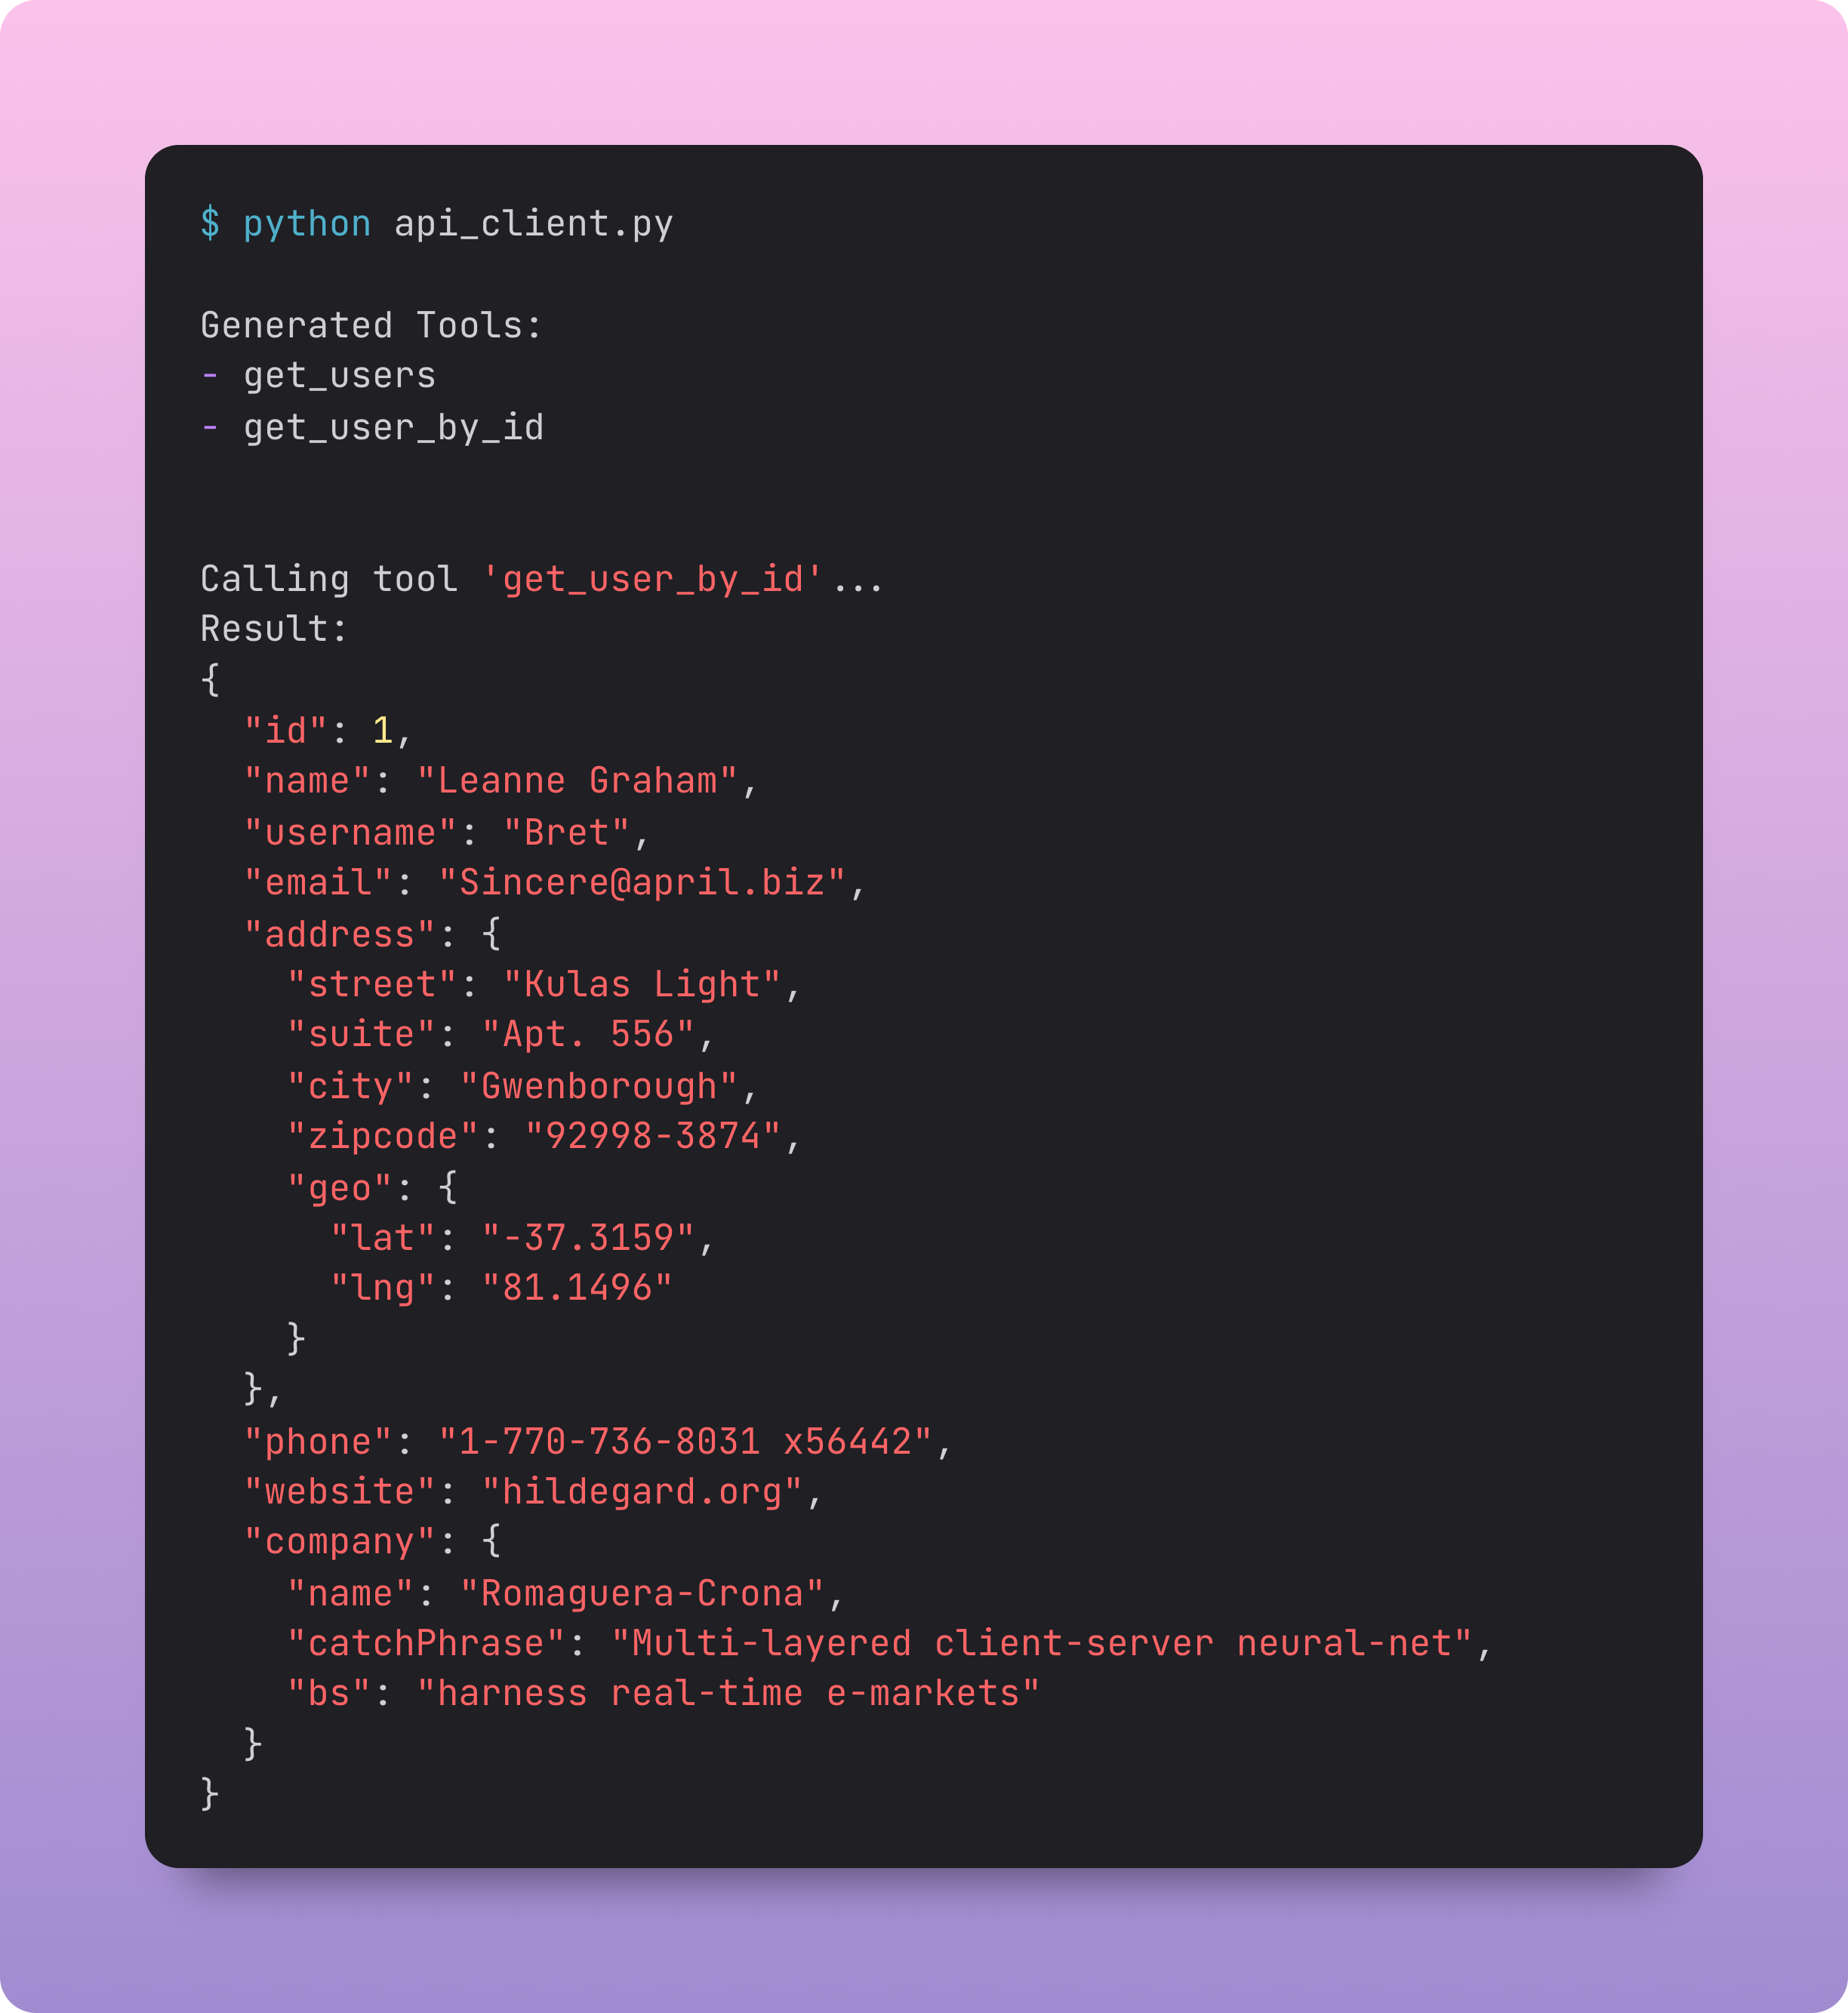 $ python api_client.py
Generated Tools:
- get_users
- get_user_by_id
Calling tool 'get_user_by_id'...
Result:
{
  "id": 1,
  "name": "Leanne Graham",
  "username": "Bret",
  "email": "Sincere@april.biz",
  "address": {
    "street": "Kulas Light",
    "suite": "Apt. 556",
    "city": "Gwenborough",
    "zipcode": "92998-3874",
    "geo": {
      "lat": "-37.3159",
      "lng": "81.1496"
    }
  },
  "phone": "1-770-736-8031 x56442",
  "website": "hildegard.org",
  "company": {
    "name": "Romaguera-Crona",
    "catchPhrase": "Multi-layered client-server neural-net",
    "bs": "harness real-time e-markets"
  }
}